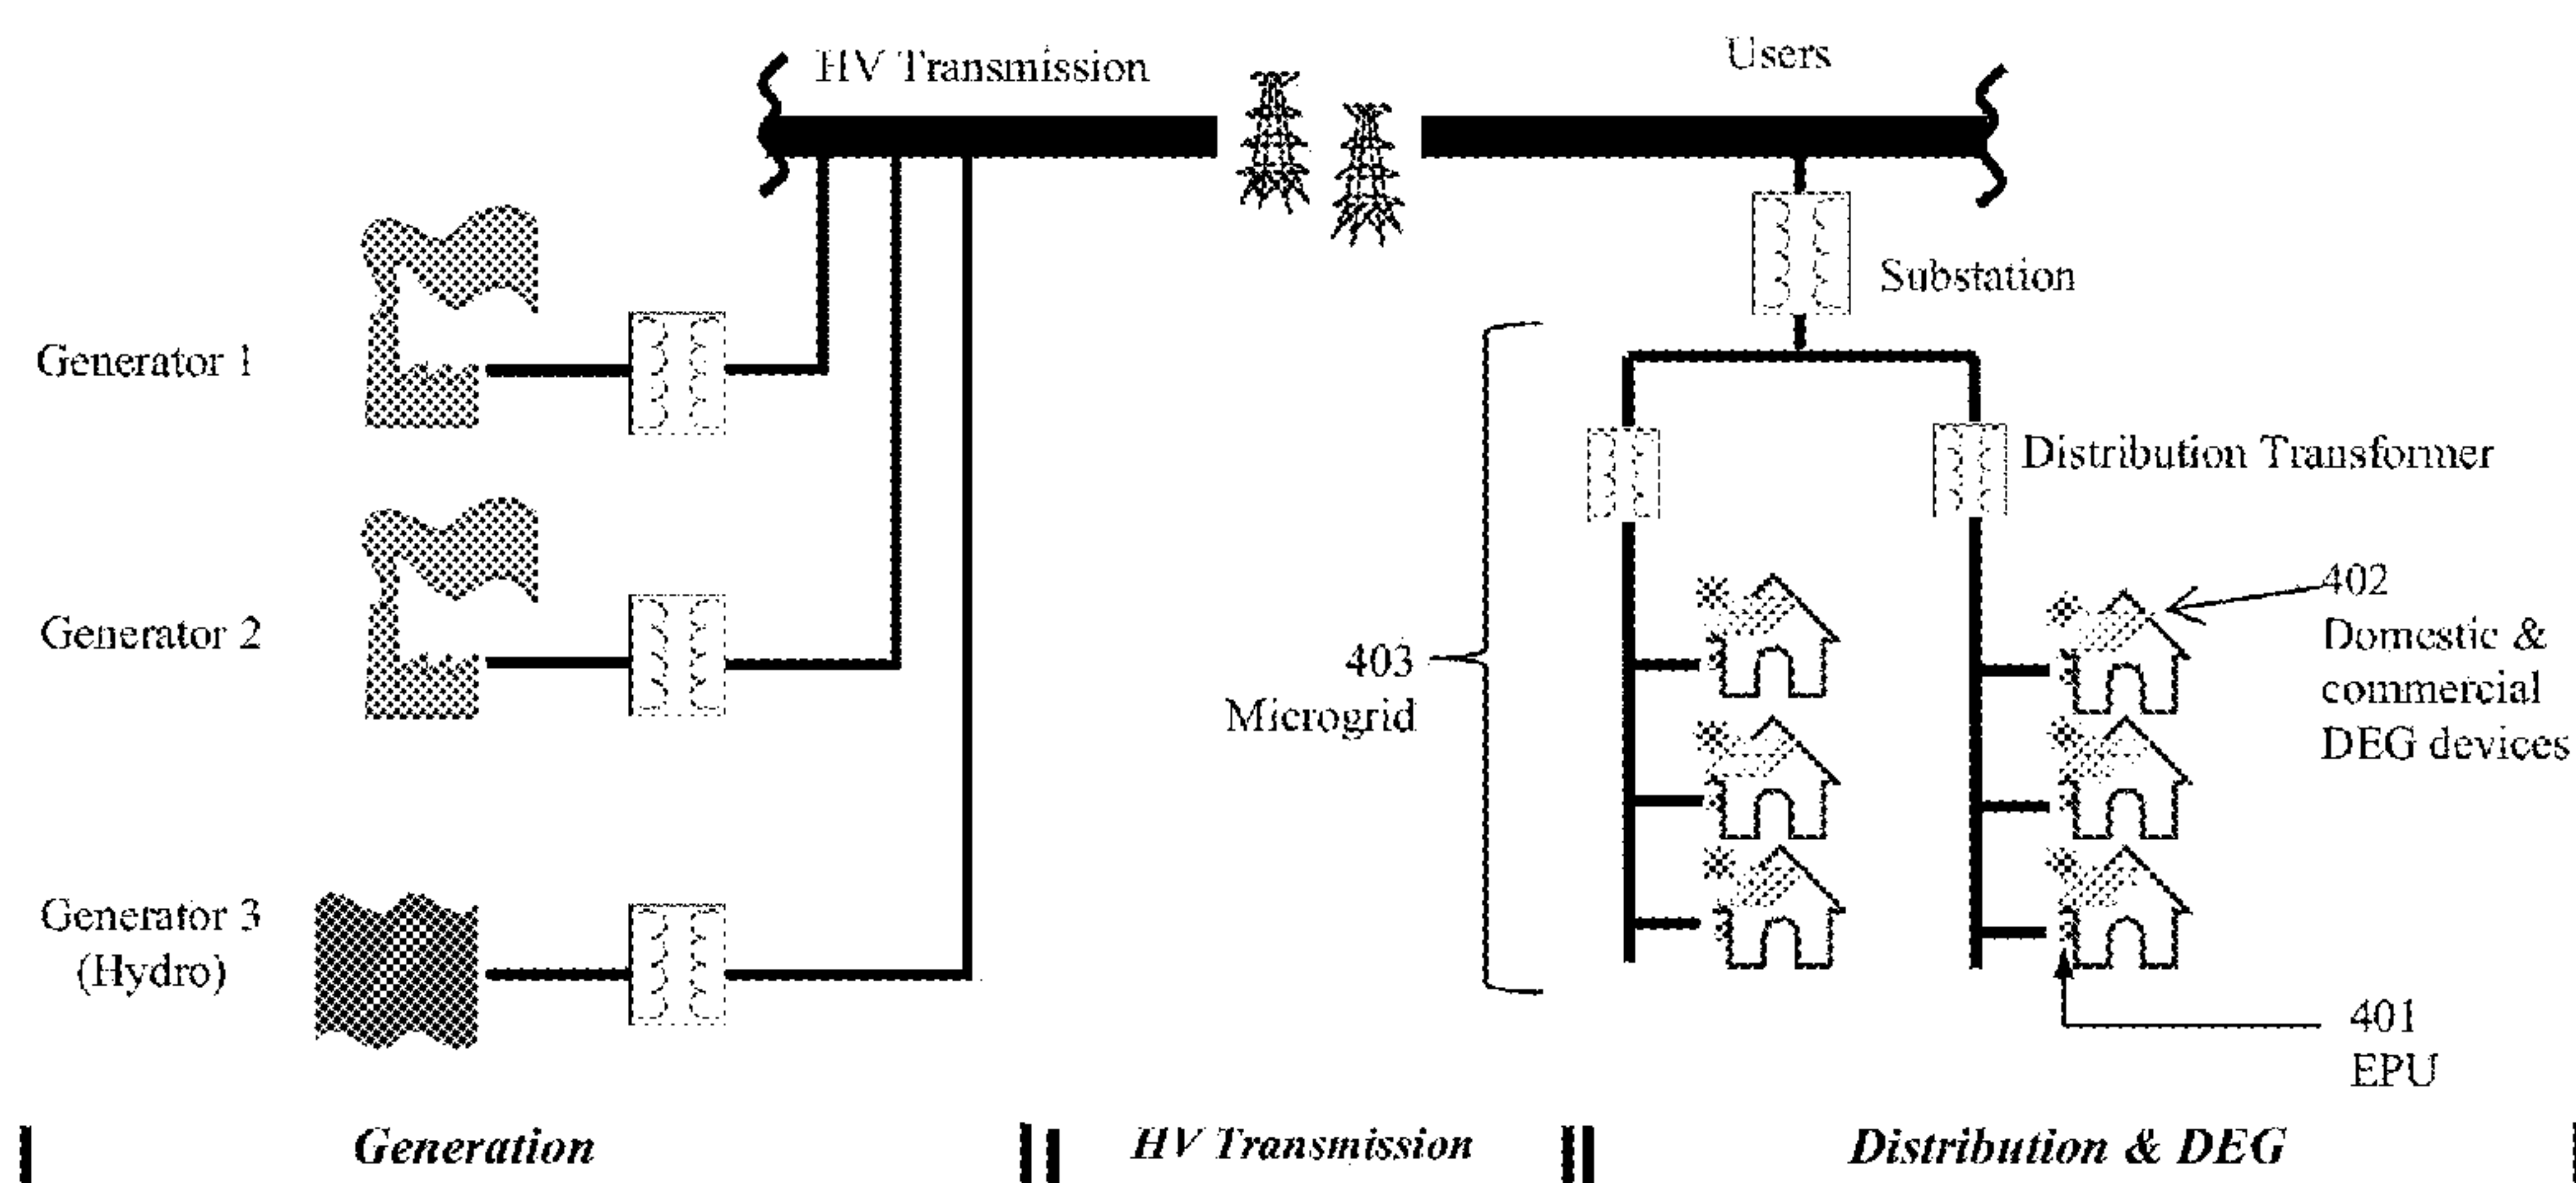 HV Transmission
Users
Substation
Generator 1
Distribution Transformer
402
Domestic &
commercial
DEG devices
Generator 2
403
Microgrid
Generator 3
(Hydro)
401
EPU
Generation
HV Transmission
Distribution & DEG